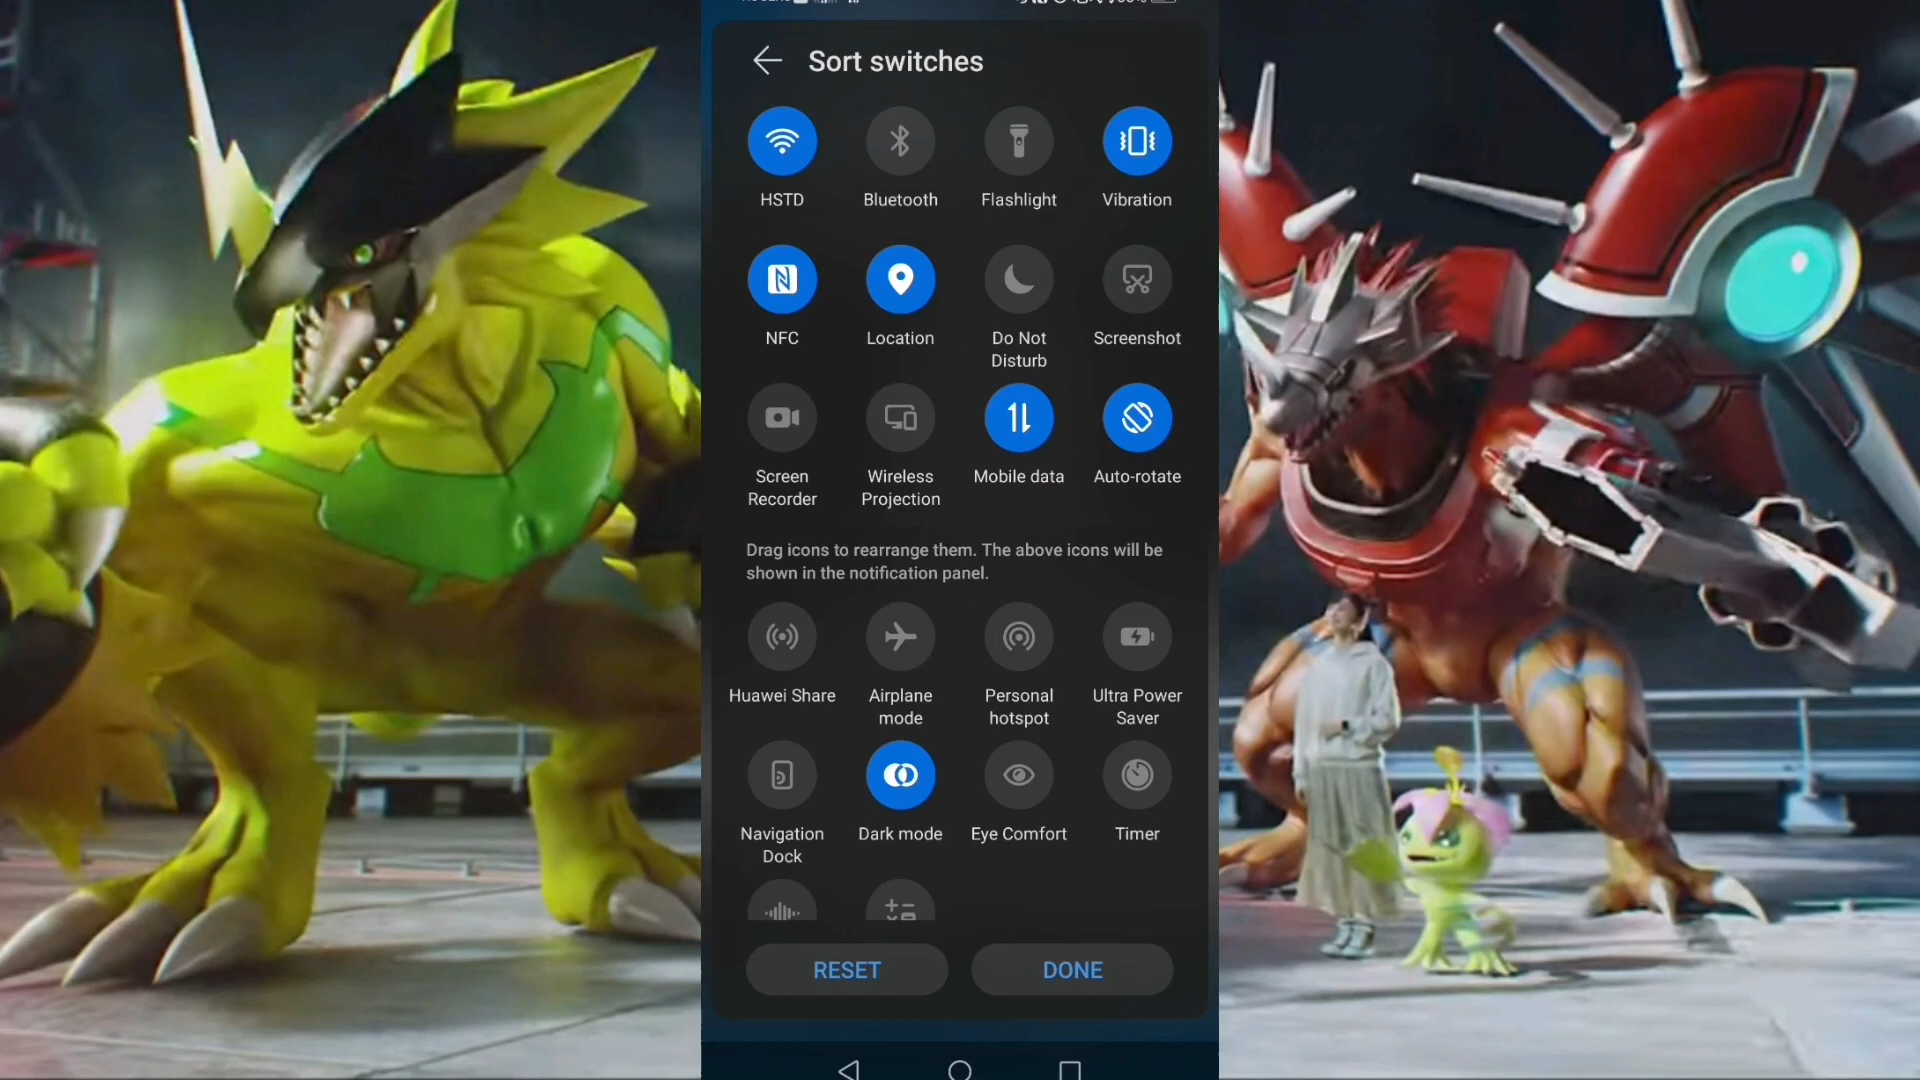 Sort switches
HSTD Bluetooth Flashlight Vibration
NFC Location Do Not Screenshot
Disturb
Screen Wireless Mobile data Auto-rotate
Recorder Projection
Drag icons to rearrange them. The above icons will be
shown in the notification panel.
Huawei Share Airplane Personal Ultra Power
mode hotspot Saver
Navigation Dark mode Eye Comfort Timer
Dock
RESET DONE